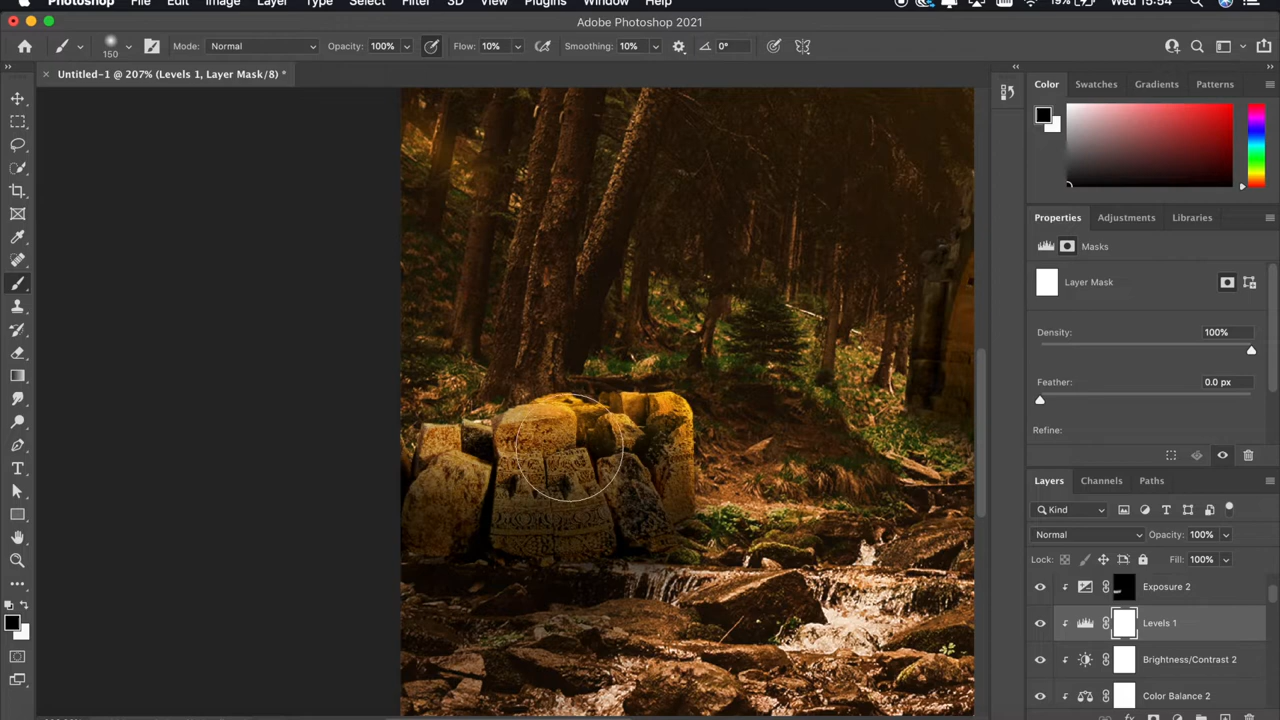 Photoshop File Edit Image Layer Type Select Filter 3D View Plugins Window Help 19% Wed 15:54
Adobe Photoshop 2021
150 Mode: Normal Opacity: 100% Flow: 10% Smoothing: 10% 0°
Untitled-1 @ 207% (Levels 1, Layer Mask/8) *
Color Swatches Gradients Patterns
Properties Adjustments Libraries
Masks
Layer Mask
Density: 100%
Feather: 0.0 px
Refine:
Layers Channels Paths
Kind
Normal Opacity: 100%
Lock: Fill: 100%
Exposure 2
Levels 1
Brightness/Contrast 2
Color Balance 2